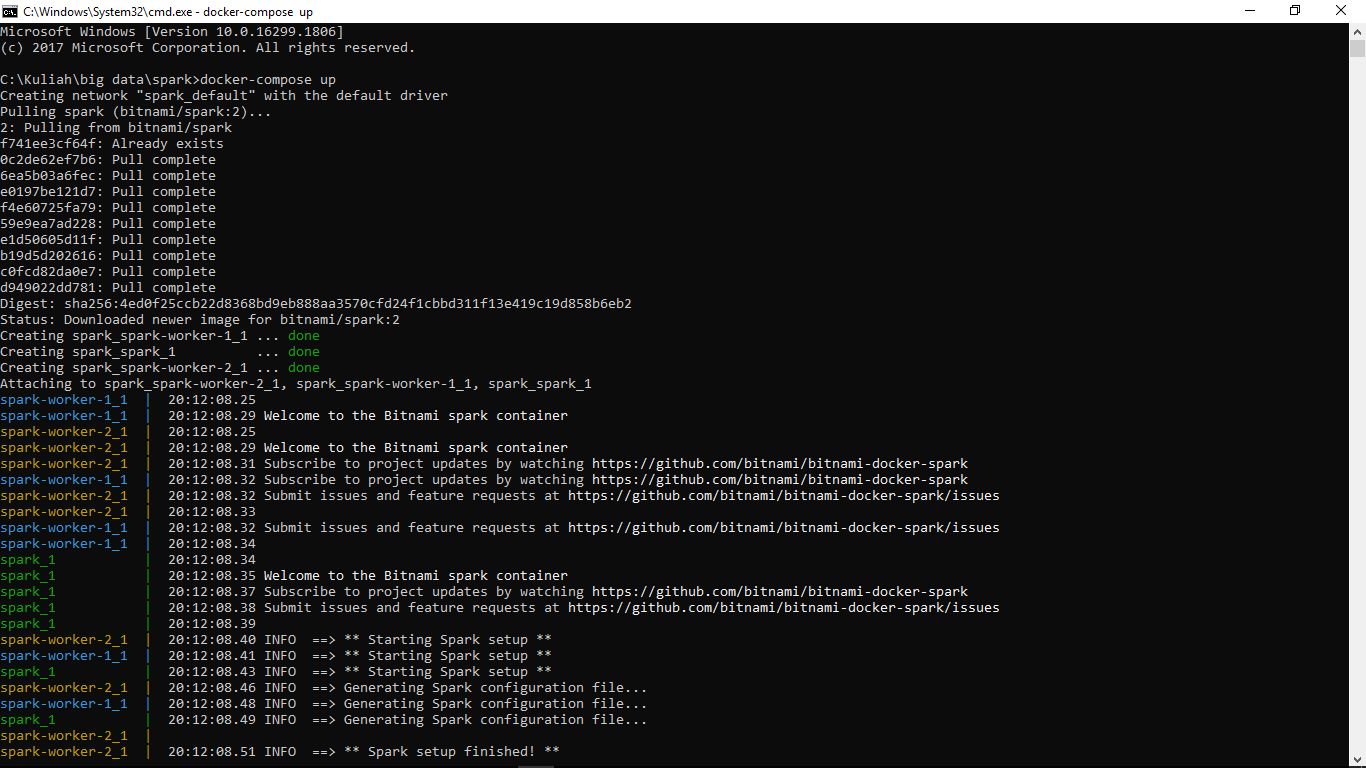 C:\Windows\System32\cmd.exe - docker-compose  up
Microsoft Windows [Version 10.0.16299.1806]
(c) 2017 Microsoft Corporation. All rights reserved.
C:\Kuliah\big data\spark>docker-compose up
Creating network "spark_default" with the default driver
Pulling spark (bitnami/spark:2)...
2: Pulling from bitnami/spark
f741ee3cf64f: Already exists
0c2de62ef7b6: Pull complete
6ea5b03a6fec: Pull complete
e0197be121d7: Pull complete
f4e60725fa79: Pull complete
59e9ea7ad228: Pull complete
e1d50605d11f: Pull complete
b19d5d202616: Pull complete
c0fcd82da0e7: Pull complete
d949022dd781: Pull complete
Digest: sha256:4ed0f25ccb22d8368bd9eb888aa3570cfd24f1cbbd311f13e419c19d858b6eb2
Status: Downloaded newer image for bitnami/spark:2
Creating spark_spark-worker-1_1 ... done
Creating spark_spark_1          ... done
Creating spark_spark-worker-2_1 ... done
Attaching to spark_spark-worker-2_1, spark_spark-worker-1_1, spark_spark_1
spark-worker-1_1  |  20:12:08.25
spark-worker-1_1  |  20:12:08.29 Welcome to the Bitnami spark container
spark-worker-2_1  |  20:12:08.25
spark-worker-2_1  |  20:12:08.29 Welcome to the Bitnami spark container
spark-worker-2_1  |  20:12:08.31 Subscribe to project updates by watching https://github.com/bitnami/bitnami-docker-spark
spark-worker-1_1  |  20:12:08.32 Subscribe to project updates by watching https://github.com/bitnami/bitnami-docker-spark
spark-worker-2_1  |  20:12:08.32 Submit issues and feature requests at https://github.com/bitnami/bitnami-docker-spark/issues
spark-worker-2_1  |  20:12:08.33
spark-worker-1_1  |  20:12:08.32 Submit issues and feature requests at https://github.com/bitnami/bitnami-docker-spark/issues
spark-worker-1_1  |  20:12:08.34
spark_1           |  20:12:08.34
spark_1           |  20:12:08.35 Welcome to the Bitnami spark container
spark_1           |  20:12:08.37 Subscribe to project updates by watching https://github.com/bitnami/bitnami-docker-spark
spark_1           |  20:12:08.38 Submit issues and feature requests at https://github.com/bitnami/bitnami-docker-spark/issues
spark_1           |  20:12:08.39
spark-worker-2_1  |  20:12:08.40 INFO  ==> ** Starting Spark setup **
spark-worker-1_1  |  20:12:08.41 INFO  ==> ** Starting Spark setup **
spark_1           |  20:12:08.43 INFO  ==> ** Starting Spark setup **
spark-worker-2_1  |  20:12:08.46 INFO  ==> Generating Spark configuration file...
spark-worker-1_1  |  20:12:08.48 INFO  ==> Generating Spark configuration file...
spark_1           |  20:12:08.49 INFO  ==> Generating Spark configuration file...
spark-worker-2_1  |
spark-worker-2_1  |  20:12:08.51 INFO  ==> ** Spark setup finished! **